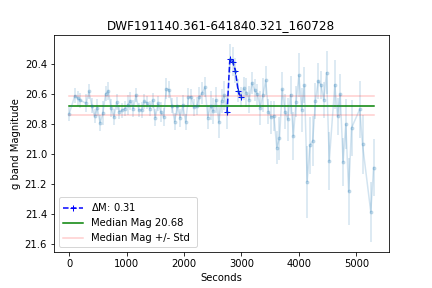 DWF191140.361-641840.321_160728
g band Magnitude
20.4
20.6
20.8
21.0
21.2
21.4
21.6
ΔM: 0.31
Median Mag 20.68
Median Mag +/- Std
0 1000 2000 3000 4000 5000
Seconds